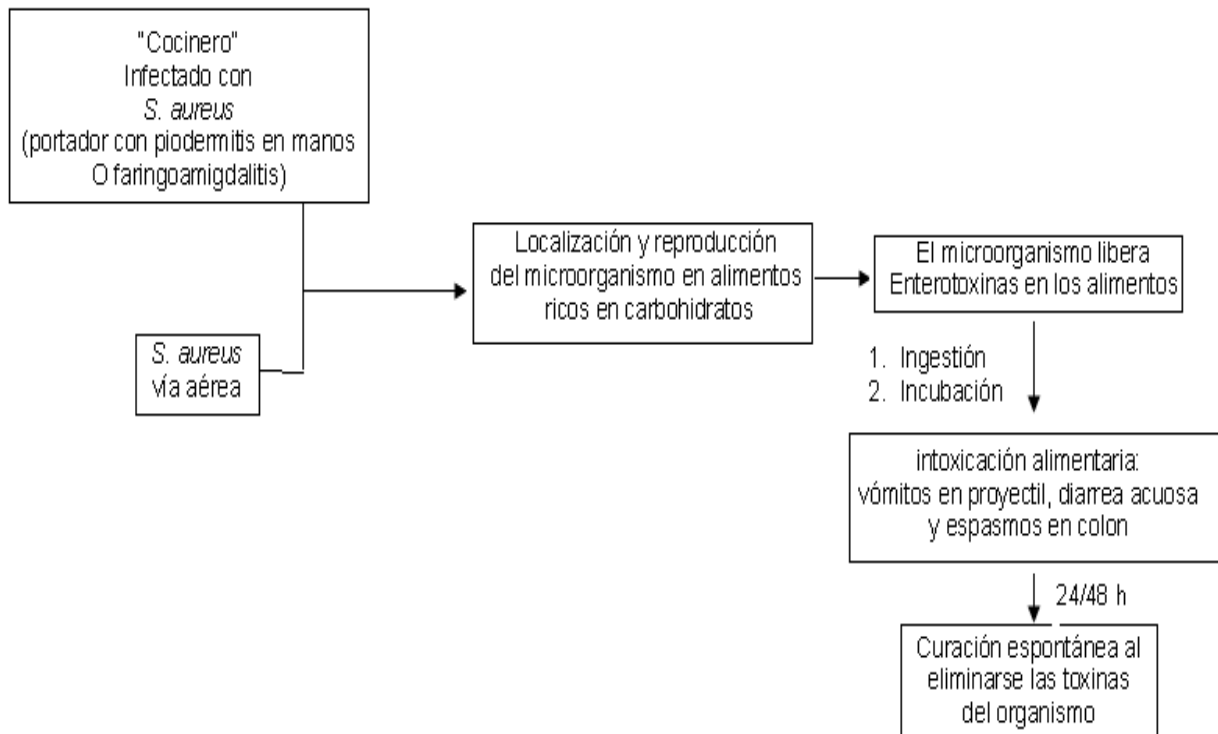 "Cocinero"
Infectado con
S. aureus
(portador con piodermitis en manos
O faringoamigdalitis)
S. aureus
vía aérea
Localización y reproducción
del microorganismo en alimentos
ricos en carbohidratos
El microorganismo libera
Enterotoxinas en los alimentos
1. Ingestión
2. Incubación
intoxicación alimentaria:
vómitos en proyectil, diarrea acuosa
y espasmos en colon
24/48 h
Curación espontánea al
eliminarse las toxinas
del organismo